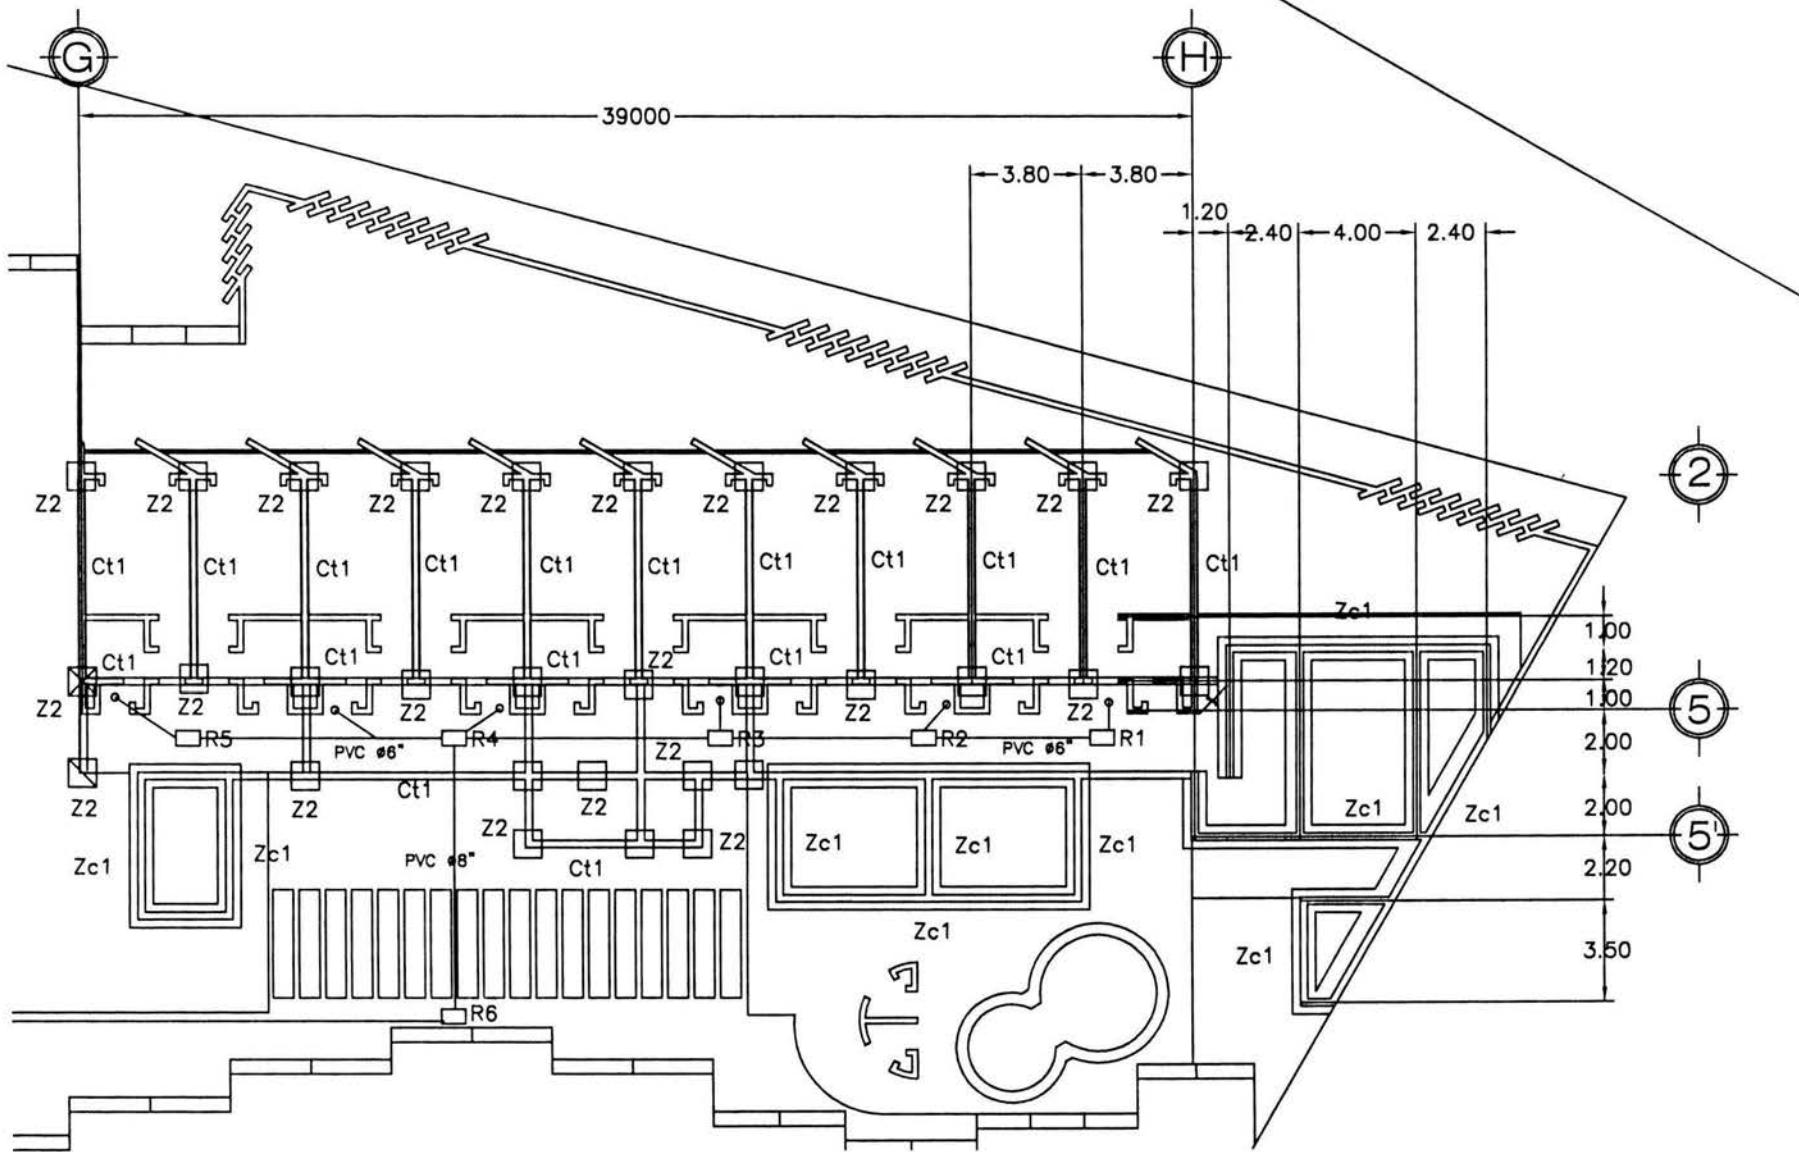 G H
39000
3.80 3.80
1.20
2.40 4.00 2.40
2
Z2 Z2 Z2 Z2 Z2 Z2 Z2 Z2 Z2 Z2 Z2
Ct1 Ct1 Ct1 Ct1 Ct1 Ct1 Ct1 Ct1 Ct1 Ct1 Ct1
Zc1
1.00
Ct1 Ct1 Ct1 Z2 Ct1 Ct1
1.20
1.00
Z2 Z2 Z2 Z2 Z2
5
R5 R4 R3 R2 R1
PVC ø6" Z2 PVC ø6"
2.00
Z2 Z2 Ct1 Z2
Zc1 Zc1
2.00
5'
Z2 Z2
Zc1 Zc1 Zc1
Zc1 Zc1 PVC ø8" Ct1
2.20
Zc1
Zc1
3.50
R6